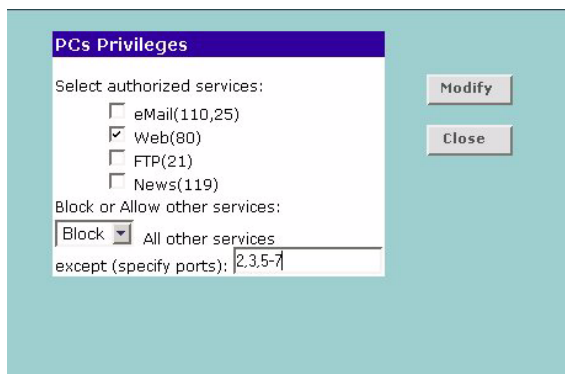 PCs Privileges
Select authorized services:
eMail(110,25)
Modify
Web(80)
Close
FTP(21)
News(119)
Block or Allow other services:
Block All other services
except (specify ports): 2,3,5-7